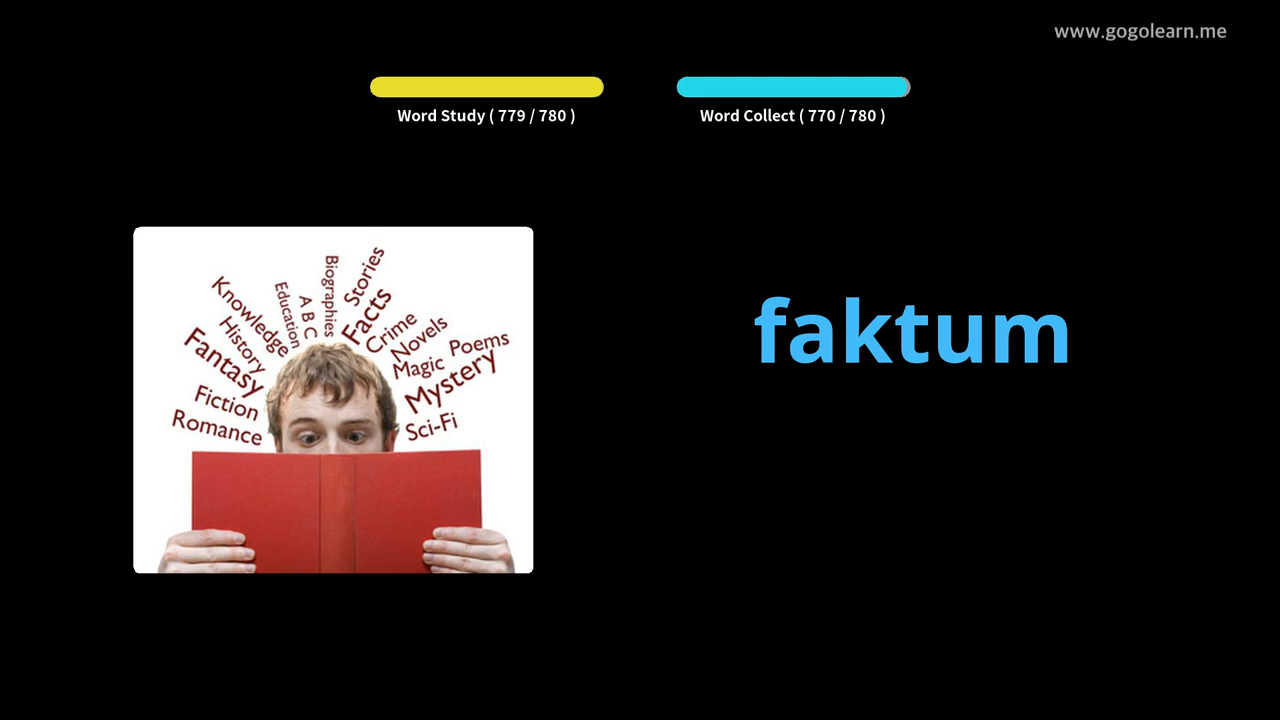 www.gogolearn.me
Word Study ( 779 / 780 )
Word Collect ( 770 / 780 )
faktum
Romance
Fiction
Fantasy
History
Knowledge
Education
A B C
Biographies
Stories
Facts
Crime
Novels
Magic
Poems
Mystery
Sci-Fi